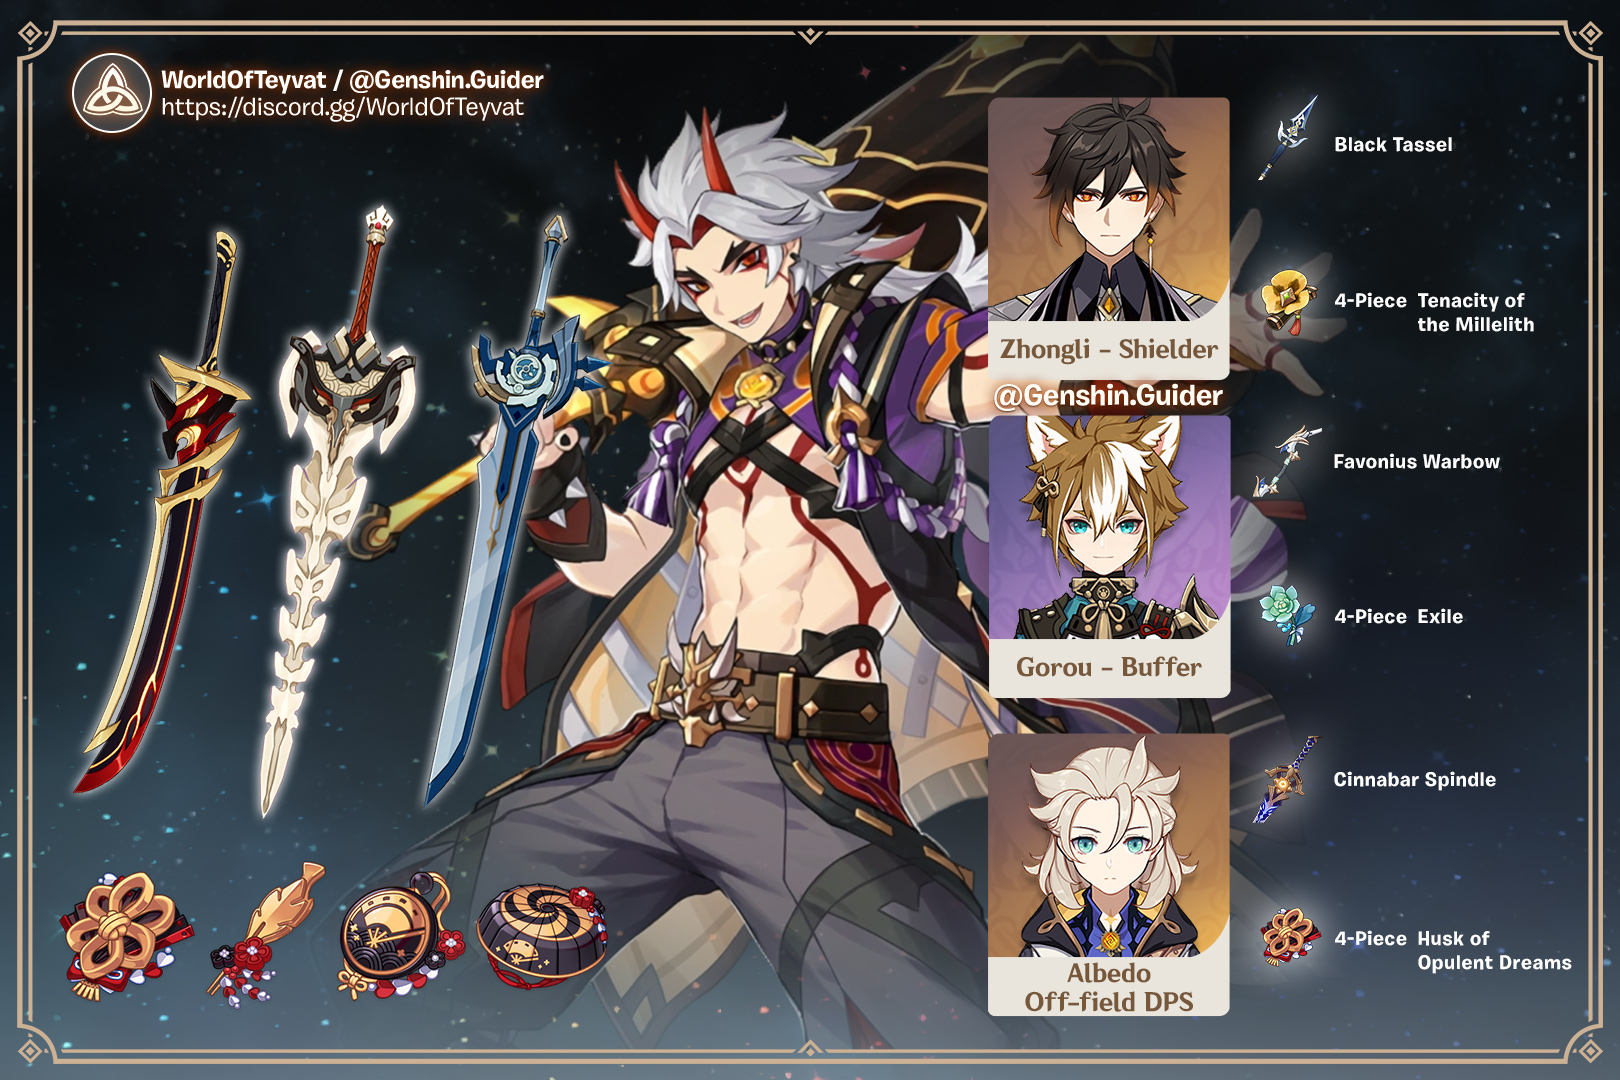 WorldOfTeyvat / @Genshin.Guider
https://discord.gg/WorldOfTeyvat
Zhongli - Shielder
Black Tassel
4-Piece Tenacity of
the Millelith
@Genshin.Guider
Gorou - Buffer
Favonius Warbow
4-Piece Exile
Albedo
Off-field DPS
Cinnabar Spindle
4-Piece Husk of
Opulent Dreams